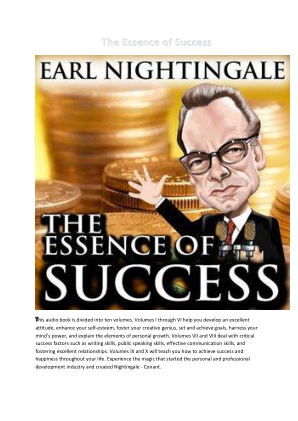 The Essence of Success
EARL NIGHTINGALE
THE
ESSENCE OF
SUCCESS
This audio book is divided into ten volumes. Volumes I through VI help you develop an excellent
attitude, enhance your self-esteem, foster your creative genius, set and achieve goals, harness your
mind's power, and explain the elements of personal growth. Volumes VII and VIII deal with critical
success factors such as writing skills, public speaking skills, effective communication skills, and
fostering excellent relationships. Volumes IX and X will teach you how to achieve success and
happiness throughout your life. Experience the magic that started the personal and professional
development industry and created Nightingale - Conant.